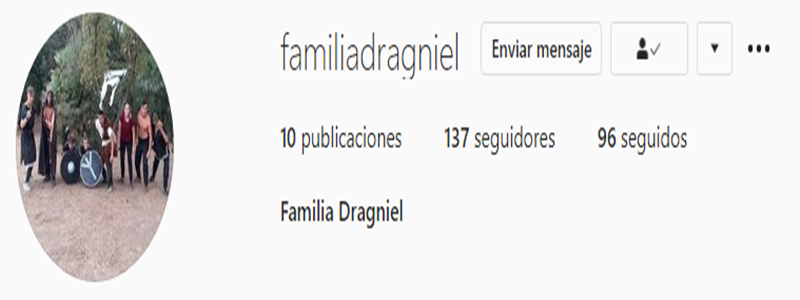 familiadragniel Enviar mensaje
10 publicaciones 137 seguidores 96 seguidos
Familia Dragniel